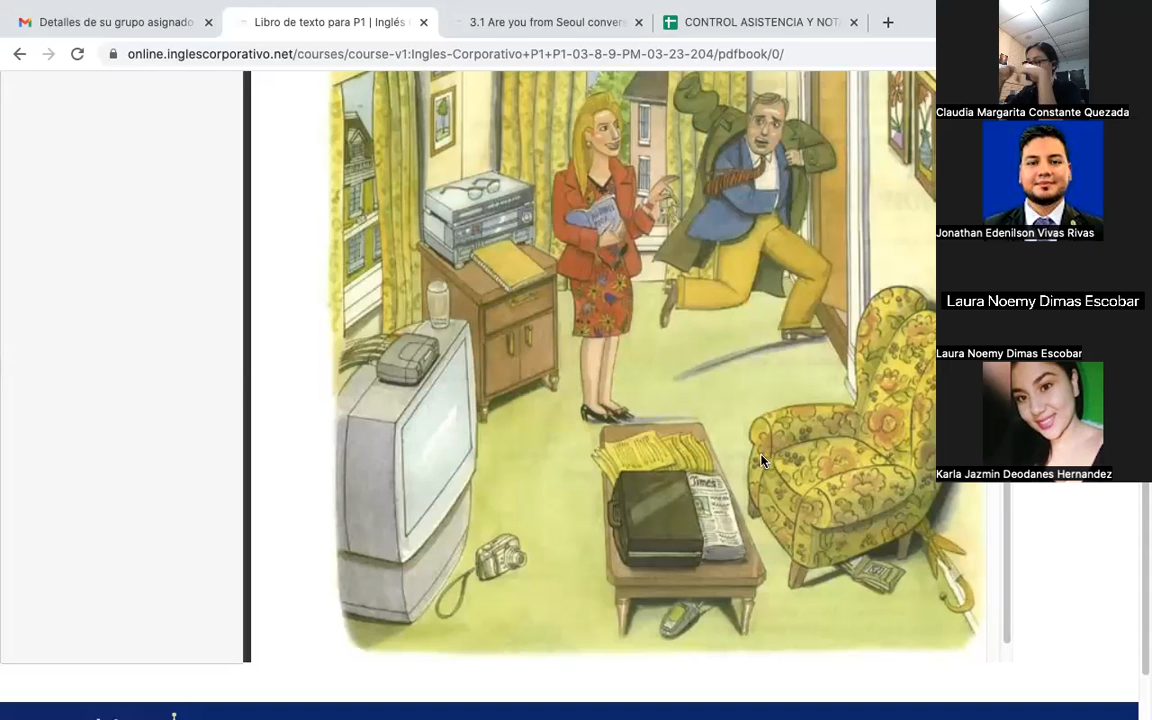 Detalles de su grupo asignado
Libro de texto para P1 | Inglés
3.1 Are you from Seoul convers
CONTROL ASISTENCIA Y NOT
online.inglescorporativo.net/courses/course-v1:Ingles-Corporativo+P1+P1-03-8-9-PM-03-23-204/pdfbook/0/
Claudia Margarita Constante Quezada
Jonathan Edenilson Vivas Rivas
Laura Noemy Dimas Escobar
Laura Noemy Dimas Escobar
Karla Jazmin Deodanes Hernandez
Times